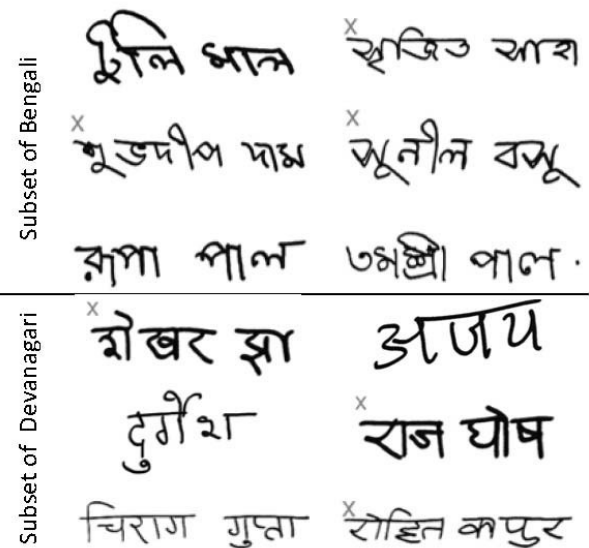 Subset of Bengali
টুলি মাল
x সৃজিত সাহা
x শুভদীপ দাস
x সুনীল বসু
রূপা পাল
তমশ্রী পাল .
Subset of Devanagari
x शेखर झा
अजय
दुर्गेश
x राज घोष
चिराग गुप्ता
x रोहित कपुर